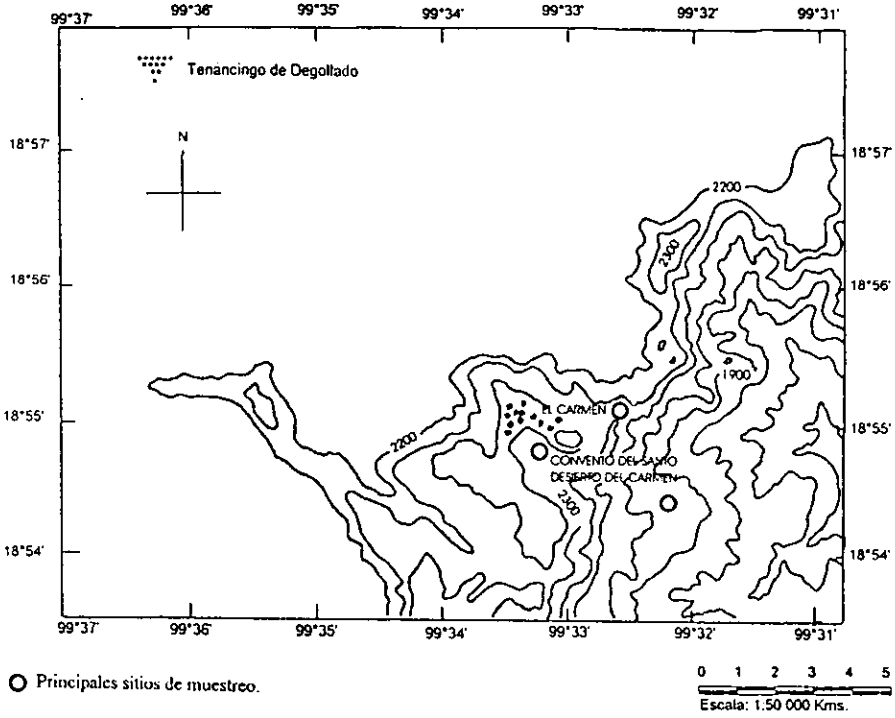 99°37' 99°36' 99°35' 99°34' 99°33' 99°32' 99°31'
Tenancingo de Degollado
N
18°57' 18°57'
2200
2300
18°56' 18°56'
1900
18°55' 18°55'
EL CARMEN
2200
CONVENTO DEL SANTO
DESIERTO DEL CARMEN
2300
18°54' 18°54'
99°37' 99°36' 99°35' 99°34' 99°33' 99°32' 99°31'
Principales sitios de muestreo.
0 1 2 3 4 5
Escala: 1:50 000 Kms.